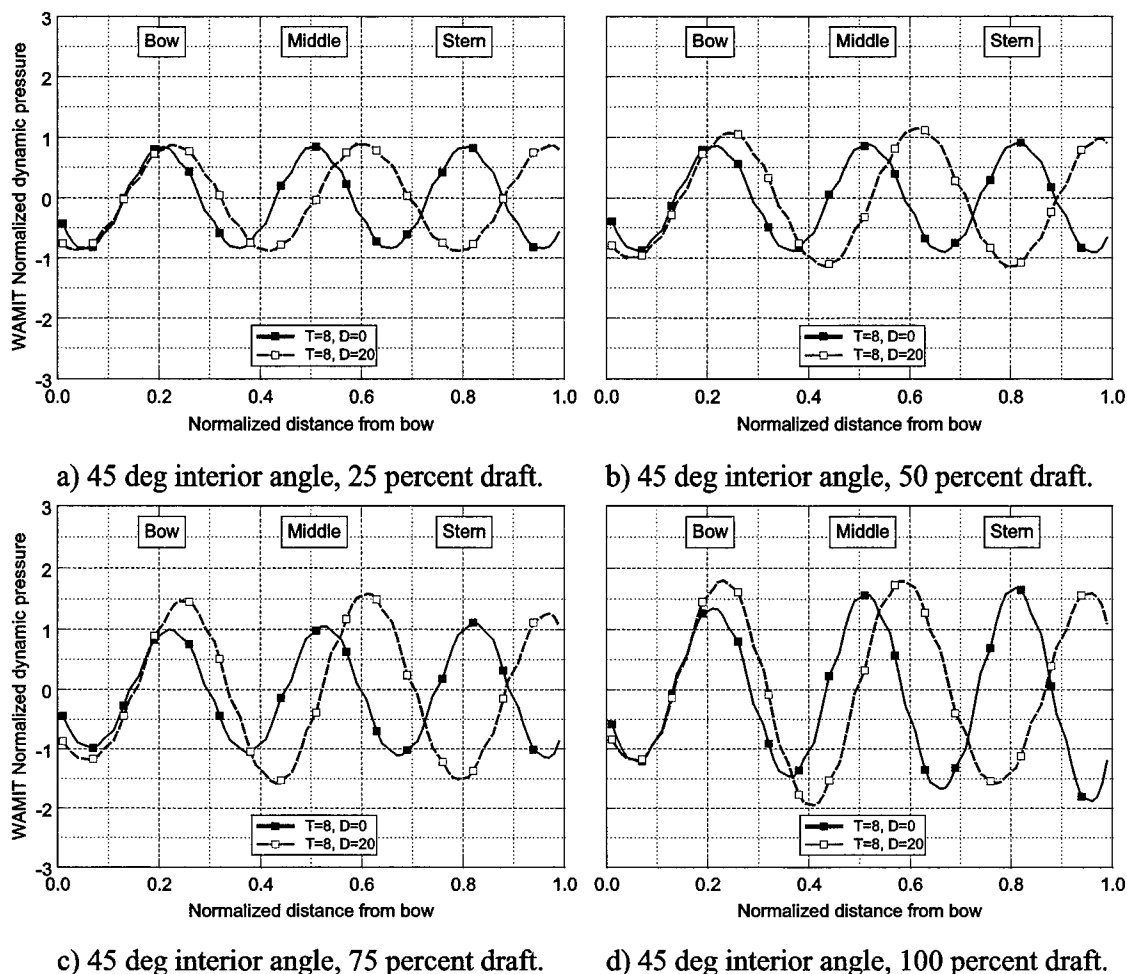 3
Bow
Middle
Stern
2
1
0
-1
-2
-3
WAMIT Normalized dynamic pressure
T=8, D=0
T=8, D=20
0.0 0.2 0.4 0.6 0.8 1.0
Normalized distance from bow
Bow
Middle
Stern
T=8, D=0
T=8, D=20
0.0 0.2 0.4 0.6 0.8 1.0
Normalized distance from bow
a) 45 deg interior angle, 25 percent draft.
b) 45 deg interior angle, 50 percent draft.
3
Bow
Middle
Stern
2
1
0
-1
-2
-3
WAMIT Normalized dynamic pressure
T=8, D=0
T=8, D=20
0.0 0.2 0.4 0.6 0.8 1.0
Normalized distance from bow
Bow
Middle
Stern
T=8, D=0
T=8, D=20
0.0 0.2 0.4 0.6 0.8 1.0
Normalized distance from bow
c) 45 deg interior angle, 75 percent draft.
d) 45 deg interior angle, 100 percent draft.